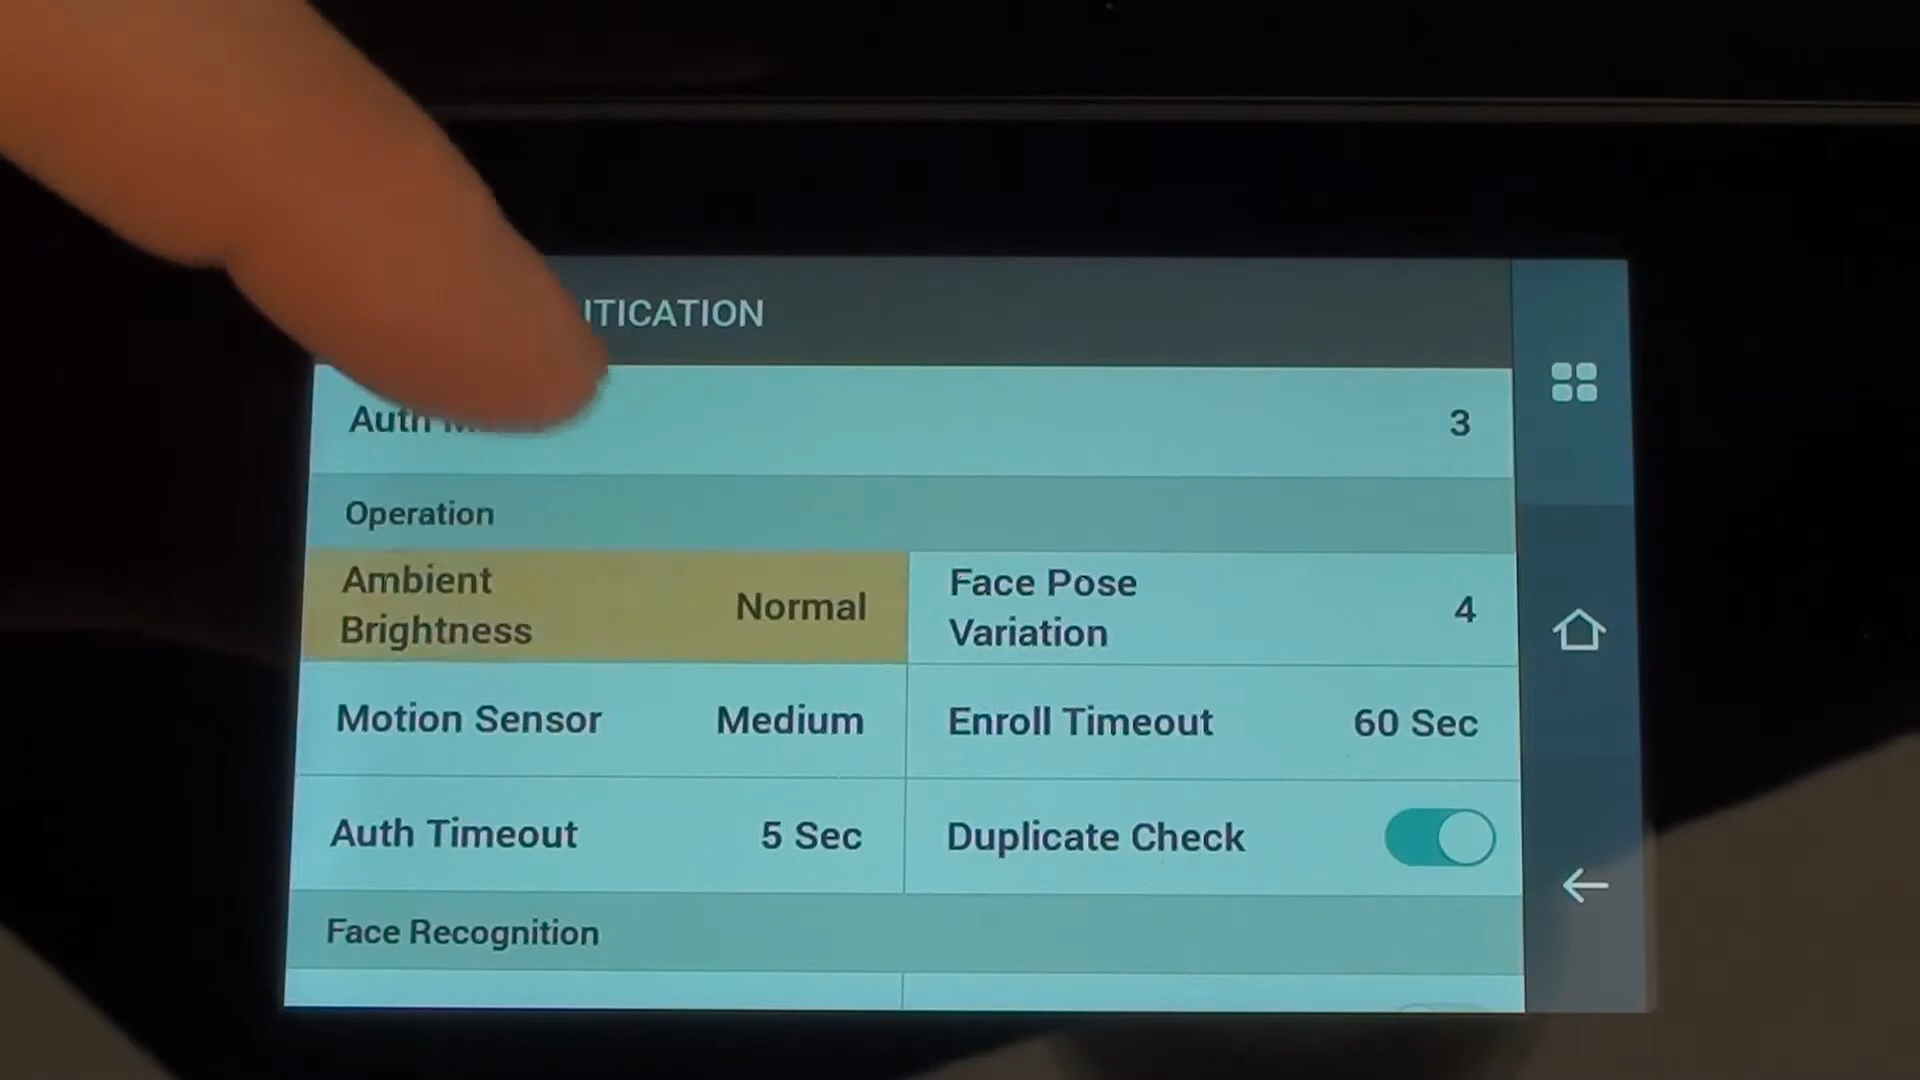 ITICATION
Auth 3
Operation
Ambient
Brightness Normal
Face Pose
Variation 4
Motion Sensor Medium
Enroll Timeout 60 Sec
Auth Timeout 5 Sec
Duplicate Check
Face Recognition